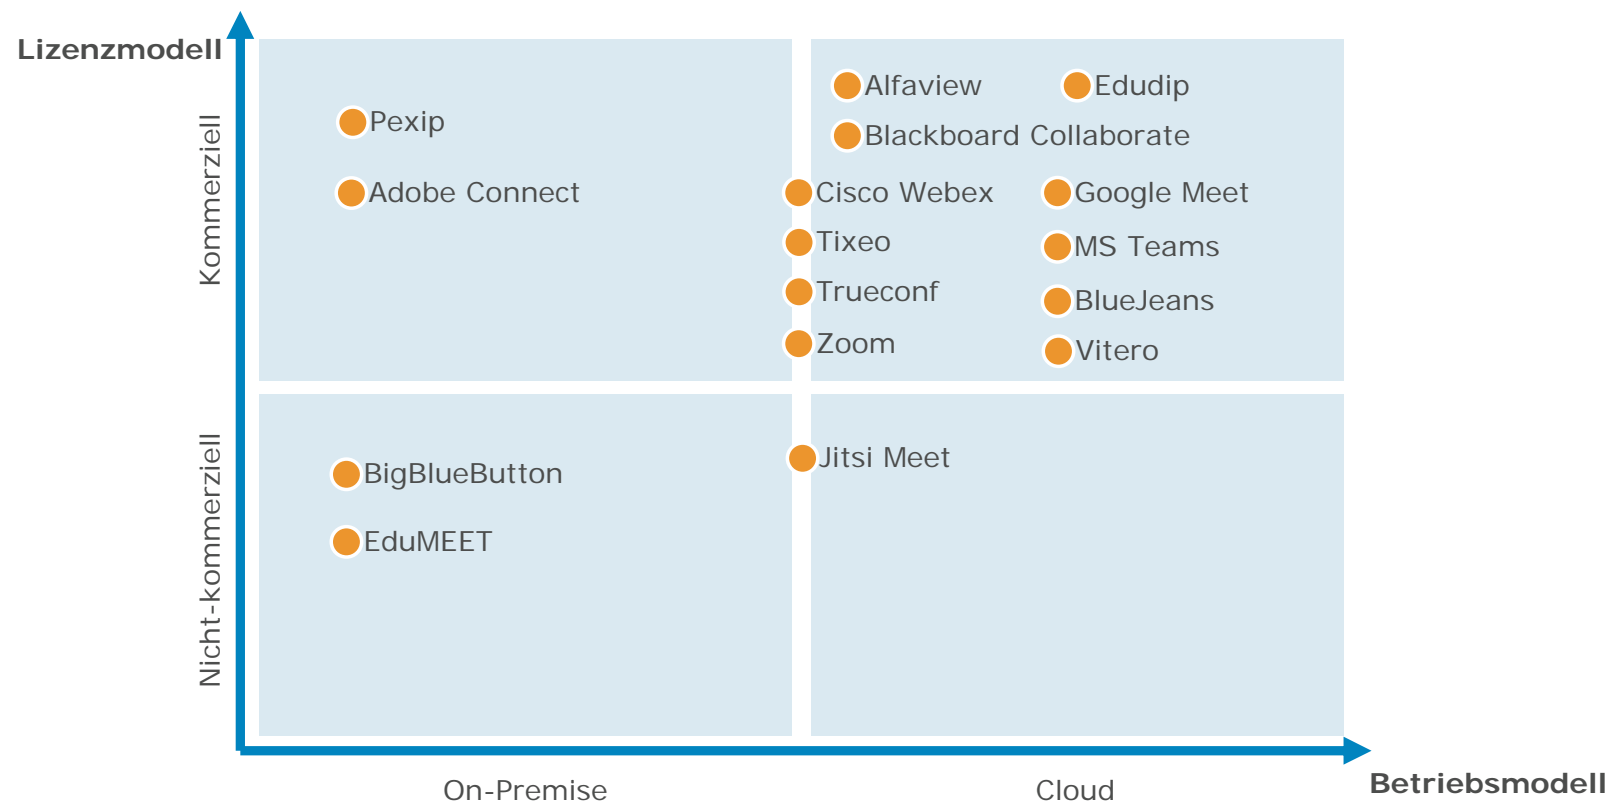 Lizenzmodell
Kommerziell
Nicht-kommerziell
Pexip
Adobe Connect
Alfaview
Edudip
Blackboard Collaborate
Cisco Webex
Google Meet
Tixeo
MS Teams
Trueconf
BlueJeans
Zoom
Vitero
BigBlueButton
EduMEET
Jitsi Meet
On-Premise
Cloud
Betriebsmodell